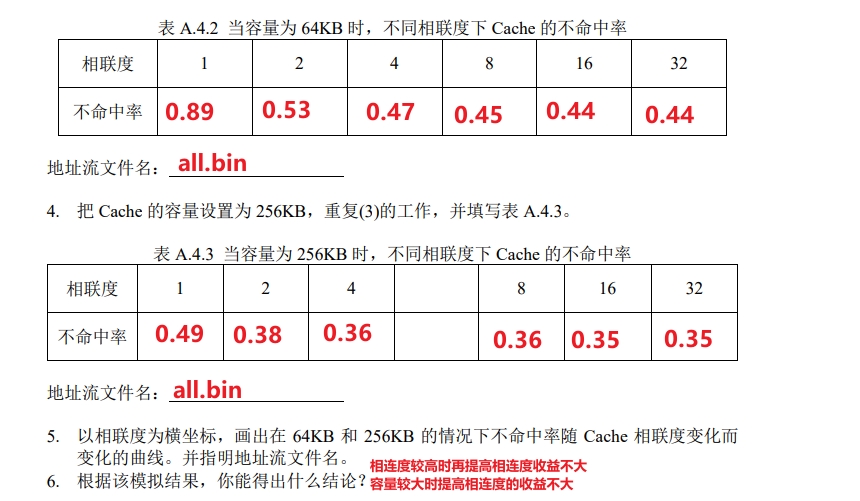 表 A.4.2 当容量为 64KB 时，不同相联度下 Cache 的不命中率
相联度 1 2 4 8 16 32
不命中率 0.89 0.53 0.47 0.45 0.44 0.44
地址流文件名： all.bin
4. 把 Cache 的容量设置为 256KB，重复(3)的工作，并填写表 A.4.3。
表 A.4.3 当容量为 256KB 时，不同相联度下 Cache 的不命中率
相联度 1 2 4 8 16 32
不命中率 0.49 0.38 0.36 0.36 0.35 0.35
地址流文件名： all.bin
5. 以相联度为横坐标，画出在 64KB 和 256KB 的情况下不命中率随 Cache 相联度变化而
变化的曲线。并指明地址流文件名。
相连度较高时再提高相连度收益不大
6. 根据该模拟结果，你能得出什么结论？ 容量较大时提高相连度的收益不大